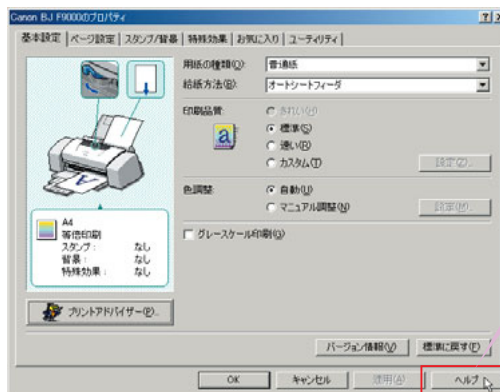 Canon BJ F9000のプロパティ
基本設定 ページ設定 スタンプ/背景 特殊効果 お気に入り ユーティリティ
用紙の種類(Q): 普通紙
給紙方法(B): オートシートフィーダ
印刷品質: きれい(H)
標準(S)
速い(R)
カスタム(T) 設定(Z)...
色調整: 自動(U)
マニュアル調整(N) 設定(M)...
グレースケール印刷(G)
A4
等倍印刷
スタンプ: なし
背景: なし
特殊効果: なし
プリントアドバイザー(P)...
バージョン情報(V) 標準に戻す(F)
OK キャンセル 適用(A) ヘルプ